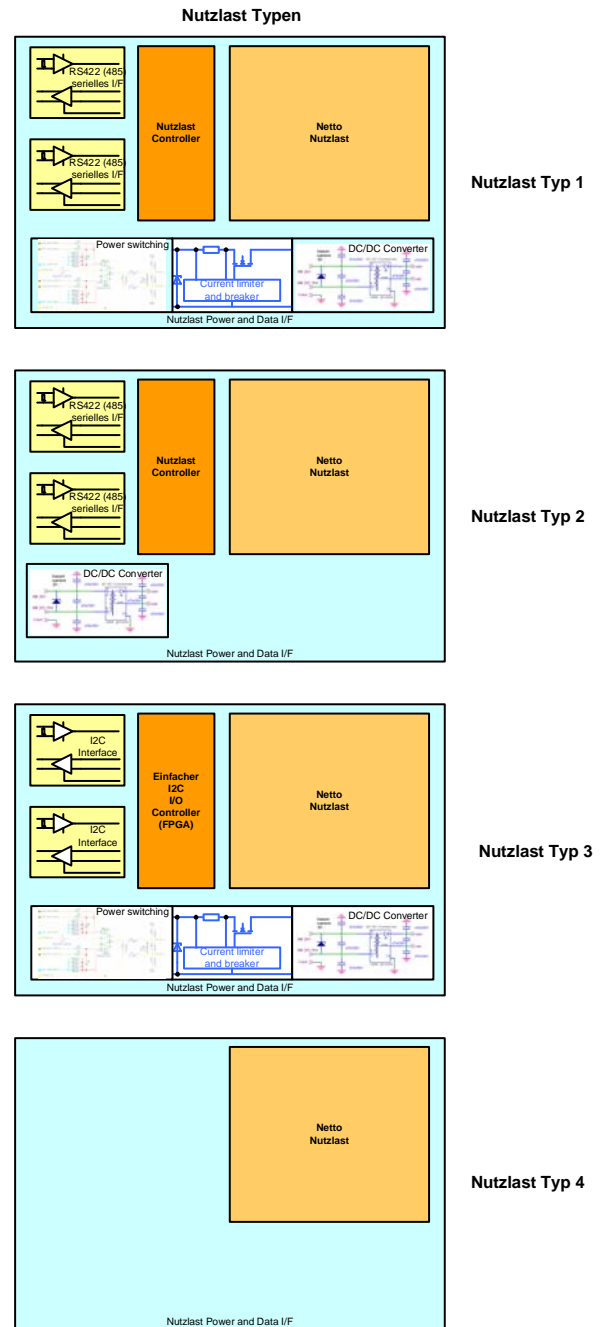 Nutzlast Typen
RS422 (485)
serielles I/F
RS422 (485)
serielles I/F
Nutzlast
Controller
Netto
Nutzlast
Nutzlast Typ 1
Power switching
Current limiter
and breaker
DC/DC Converter
Nutzlast Power and Data I/F
RS422 (485)
serielles I/F
RS422 (485)
serielles I/F
Nutzlast
Controller
Netto
Nutzlast
Nutzlast Typ 2
DC/DC Converter
Nutzlast Power and Data I/F
I2C
Interface
I2C
Interface
Einfacher
I2C
I/O
Controller
(FPGA)
Netto
Nutzlast
Nutzlast Typ 3
Power switching
Current limiter
and breaker
DC/DC Converter
Nutzlast Power and Data I/F
Netto
Nutzlast
Nutzlast Typ 4
Nutzlast Power and Data I/F